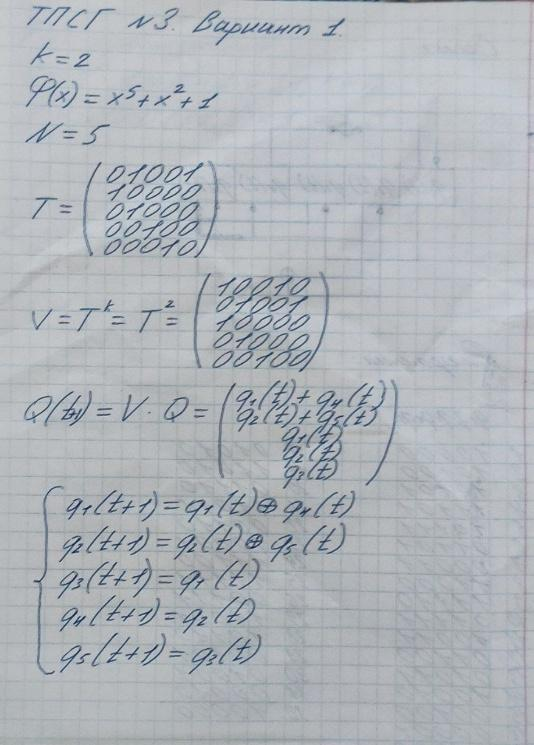 ТПСГ №3. Вариант 1.
K=2
φ(x) = x⁵+x²+1
N=5
T = (01001
10000
01000
00100
00010)
V = Tᵏ = T² = (10010
01001
10000
01000
00100)
Q(t+1) = V · Q = (q₁(t)+q₄(t)
q₂(t)+q₅(t)
q₁(t)
q₂(t)
q₃(t))
{ q₁(t+1) = q₁(t) ⊕ q₄(t)
q₂(t+1) = q₂(t) ⊕ q₅(t)
q₃(t+1) = q₁(t)
q₄(t+1) = q₂(t)
q₅(t+1) = q₃(t)